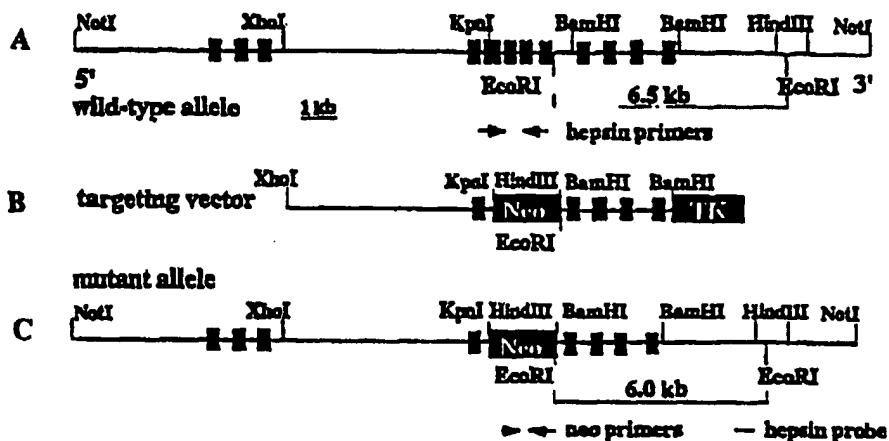 A NotI XhoI KpnI BamHI BamHI HindIII NotI
5' EcoRI 6.5 kb EcoRI 3'
wild-type allele 1 kb
hepsin primers
XhoI KpnI HindIII BamHI BamHI
B targeting vector Neo TK
EcoRI
mutant allele
NotI XhoI KpnI HindIII BamHI BamHI HindIII NotI
C Neo
EcoRI 6.0 kb EcoRI
neo primers hepsin probe